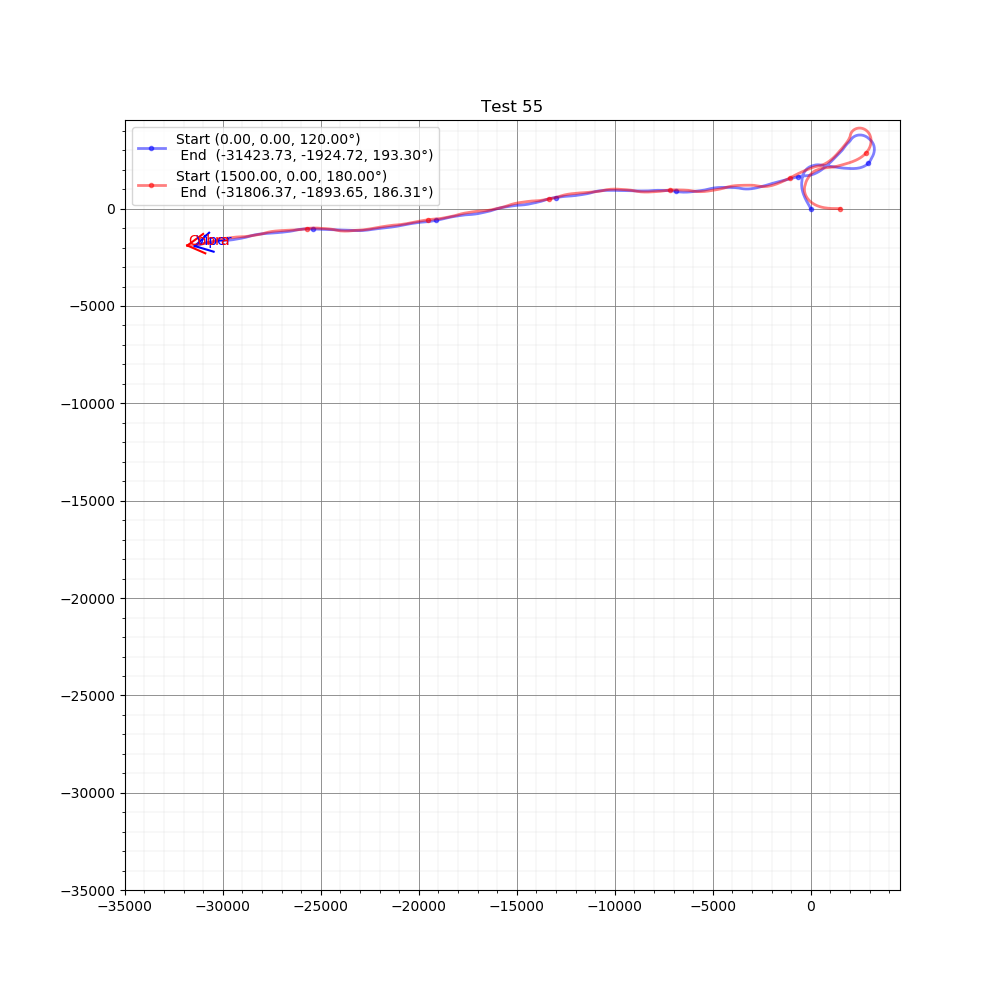 Test 55
Start (0.00, 0.00, 120.00°)
End (-31423.73, -1924.72, 193.30°)
Start (1500.00, 0.00, 180.00°)
End (-31806.37, -1893.65, 186.31°)
0
−5000
−10000
−15000
−20000
−25000
−30000
−35000
−35000 −30000 −25000 −20000 −15000 −10000 −5000 0